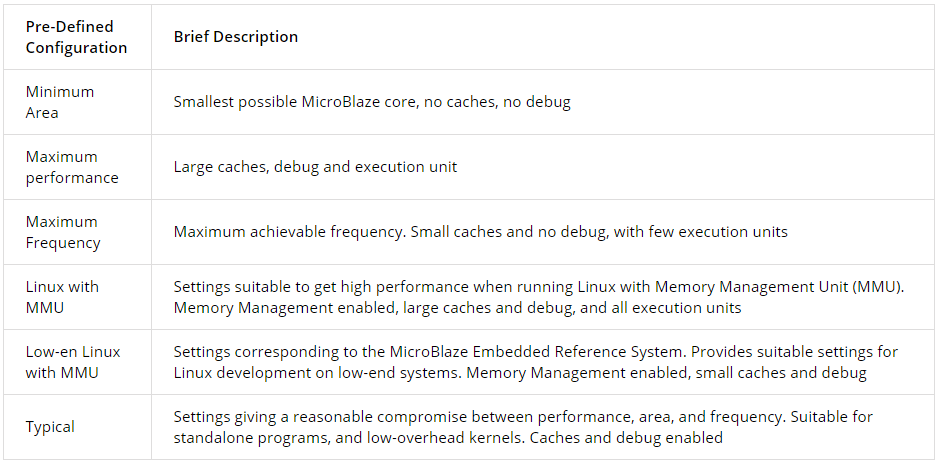 Pre-Defined
Configuration
Brief Description
Minimum
Area
Smallest possible MicroBlaze core, no caches, no debug
Maximum
performance
Large caches, debug and execution unit
Maximum
Frequency
Maximum achievable frequency. Small caches and no debug, with few execution units
Linux with
MMU
Settings suitable to get high performance when running Linux with Memory Management Unit (MMU).
Memory Management enabled, large caches and debug, and all execution units
Low-en Linux
with MMU
Settings corresponding to the MicroBlaze Embedded Reference System. Provides suitable settings for
Linux development on low-end systems. Memory Management enabled, small caches and debug
Typical
Settings giving a reasonable compromise between performance, area, and frequency. Suitable for
standalone programs, and low-overhead kernels. Caches and debug enabled